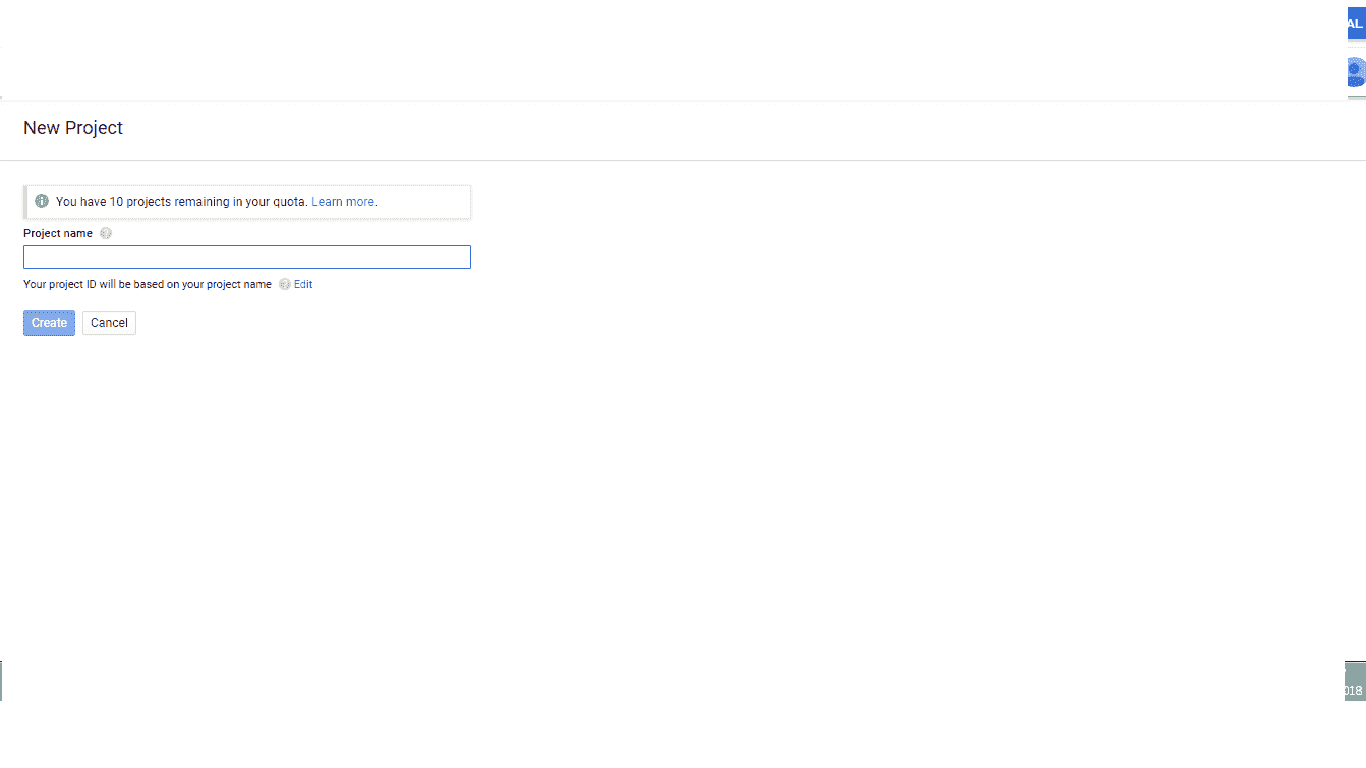 AL
New Project
You have 10 projects remaining in your quota. Learn more.
Project name
Your project ID will be based on your project name Edit
Create Cancel
018